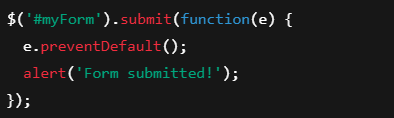 $('#myForm').submit(function(e) {
  e.preventDefault();
  alert('Form submitted!');
});